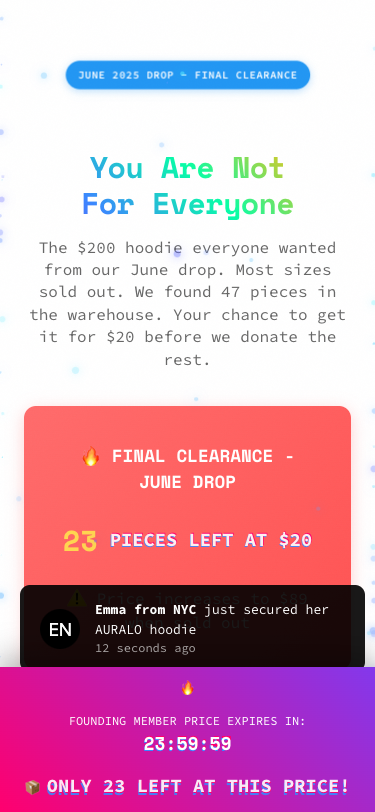 JUNE 2025 DROP – FINAL CLEARANCE
You Are Not
For Everyone
The $200 hoodie everyone wanted
from our June drop. Most sizes
sold out. We found 47 pieces in
the warehouse. Your chance to get
it for $20 before we donate the
rest.
🔥 FINAL CLEARANCE -
JUNE DROP
23 PIECES LEFT AT $20
⚠️ Price increases to $89
sold out
EN
Emma from NYC just secured her
AURALO hoodie
12 seconds ago
🔥
FOUNDING MEMBER PRICE EXPIRES IN:
23:59:59
📦 ONLY 23 LEFT AT THIS PRICE!